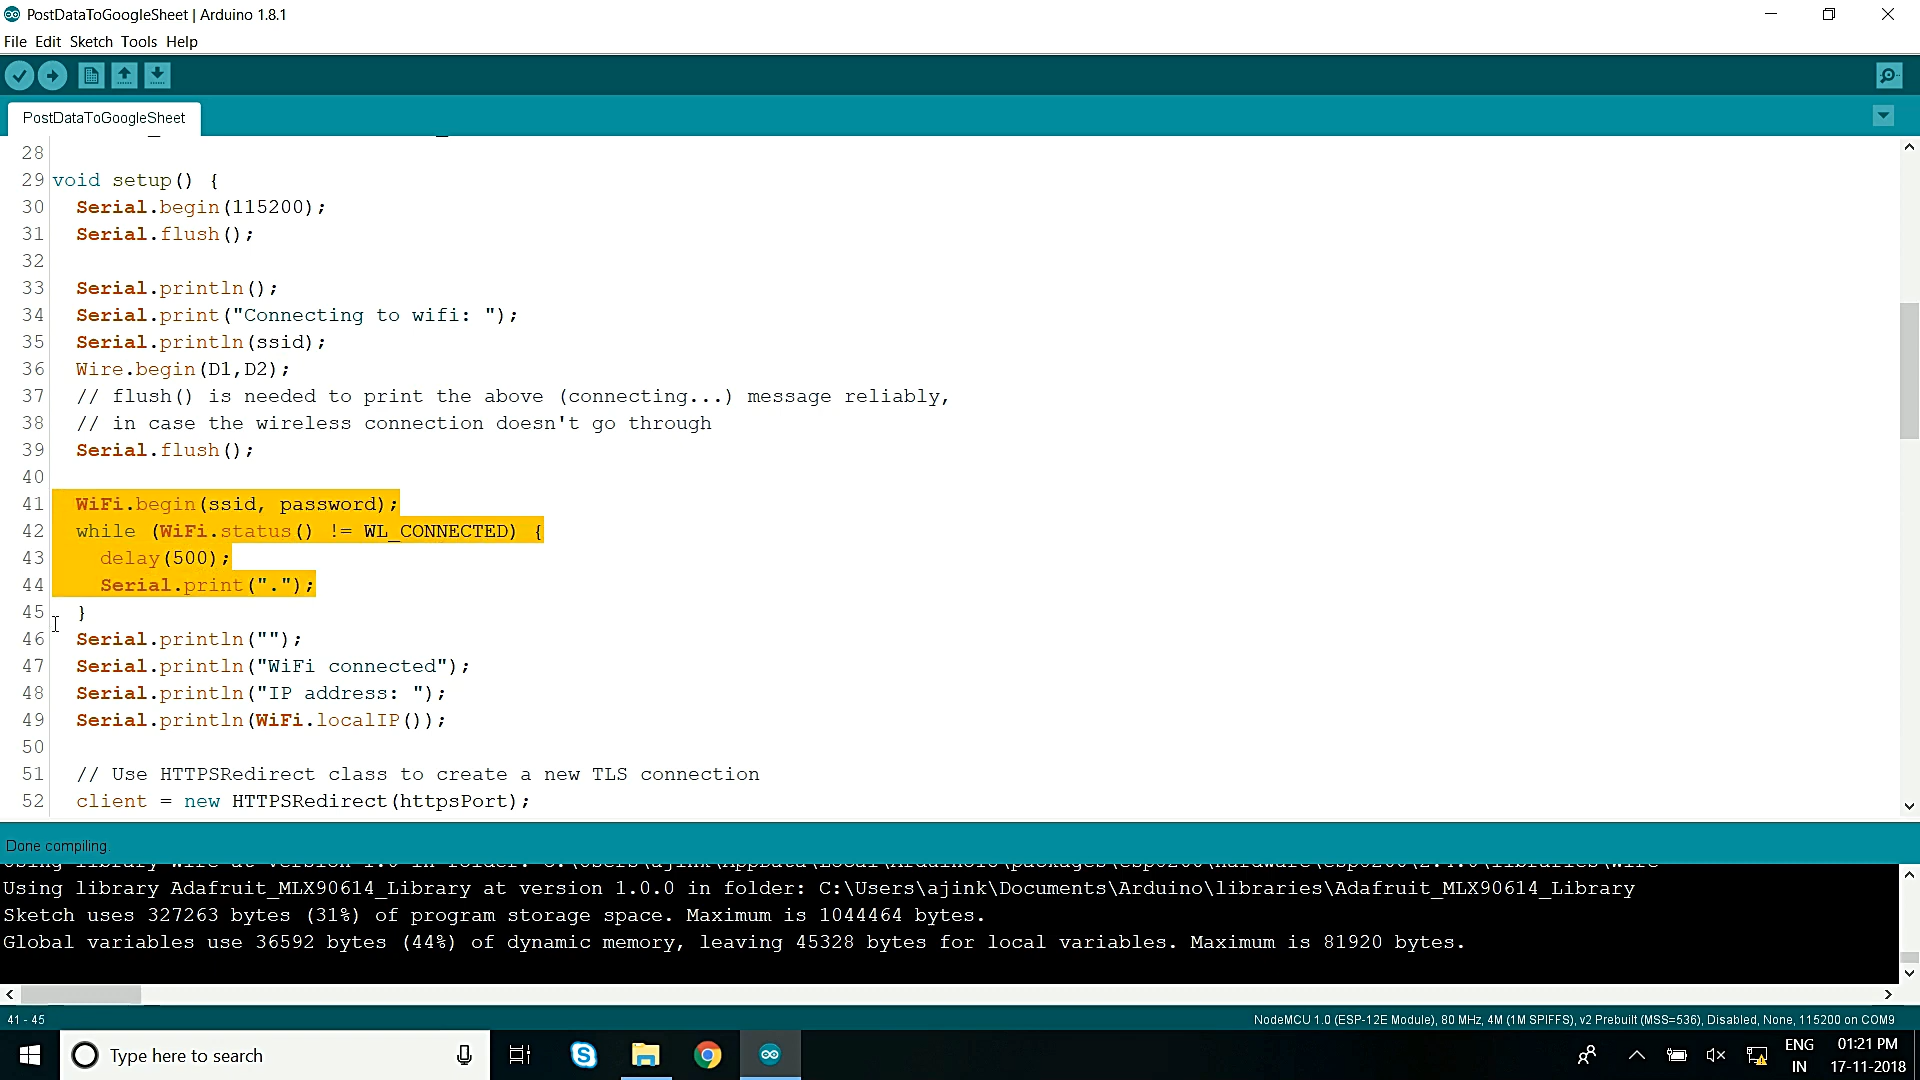 PostDataToGoogleSheet | Arduino 1.8.1
File Edit Sketch Tools Help
PostDataToGoogleSheet
28
29 void setup() {
30 Serial.begin(115200);
31 Serial.flush();
32
33 Serial.println();
34 Serial.print("Connecting to wifi: ");
35 Serial.println(ssid);
36 Wire.begin(D1,D2);
37 // flush() is needed to print the above (connecting...) message reliably,
38 // in case the wireless connection doesn't go through
39 Serial.flush();
40
41 WiFi.begin(ssid, password);
42 while (WiFi.status() != WL_CONNECTED) {
43 delay(500);
44 Serial.print(".");
45 }
46 Serial.println("");
47 Serial.println("WiFi connected");
48 Serial.println("IP address: ");
49 Serial.println(WiFi.localIP());
50
51 // Use HTTPSRedirect class to create a new TLS connection
52 client = new HTTPSRedirect(httpsPort);
Done compiling.
Using library Adafruit_MLX90614_Library at version 1.0.0 in folder: C:\Users\ajink\Documents\Arduino\libraries\Adafruit_MLX90614_Library
Sketch uses 327263 bytes (31%) of program storage space. Maximum is 1044464 bytes.
Global variables use 36592 bytes (44%) of dynamic memory, leaving 45328 bytes for local variables. Maximum is 81920 bytes.
41 - 45
NodeMCU 1.0 (ESP-12E Module), 80 MHz, 4M (1M SPIFFS), v2 Prebuilt (MSS=536), Disabled, None, 115200 on COM9
Type here to search
ENG
IN
01:21 PM
17-11-2018